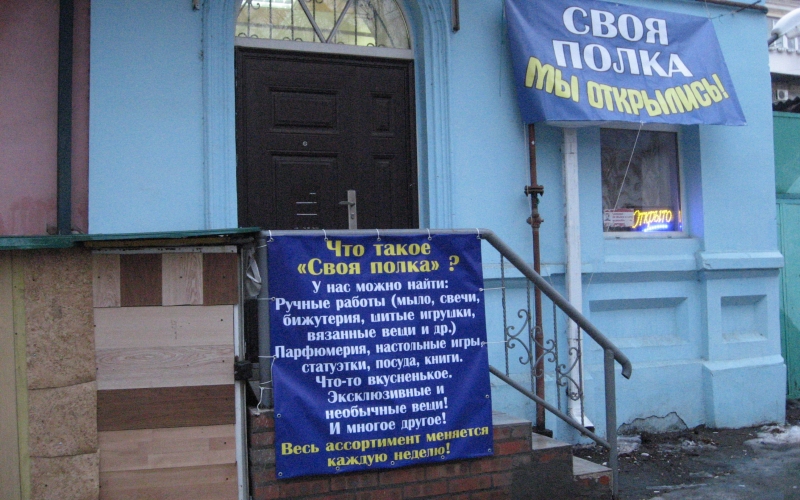 СВОЯ
ПОЛКА
МЫ ОТКРЫЛИСЬ!
Открыто
Что такое
«Своя полка» ?
У нас можно найти:
Ручные работы (мыло, свечи,
бижутерия, шитые игрушки,
вязанные вещи и др.)
Парфюмерия, настольные игры,
статуэтки, посуда, книги.
Что-то вкусненькое.
Эксклюзивные и
необычные вещи!
И многое другое!
Весь ассортимент меняется
каждую неделю!